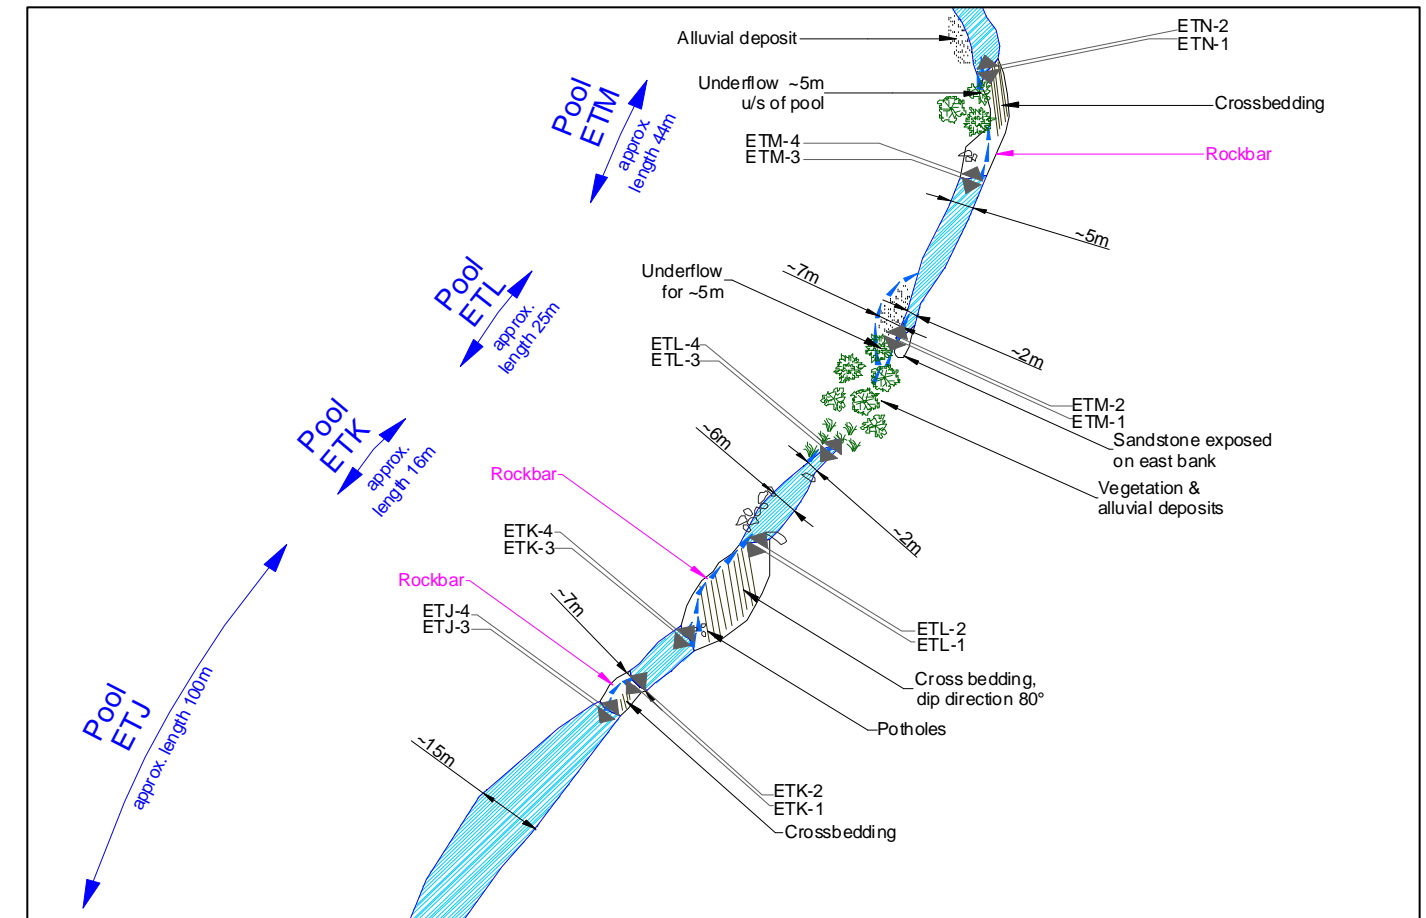 Alluvial deposit
ETN-2
ETN-1
Underflow ~5m
u/s of pool
Crossbedding
Pool
ETM
approx.
length 44m
ETM-4
ETM-3
Rockbar
~5m
Underflow
for ~5m
~7m
Pool
ETL
approx.
length 25m
ETL-4
ETL-3
~2m
ETM-2
ETM-1
Sandstone exposed
on east bank
Vegetation &
alluvial deposits
Pool
ETK
approx.
length 16m
~6m
Rockbar
~2m
ETK-4
ETK-3
Rockbar
~7m
ETJ-4
ETJ-3
ETL-2
ETL-1
Cross bedding,
dip direction 80°
Potholes
Pool
ETJ
approx. length 100m
~15m
ETK-2
ETK-1
Crossbedding